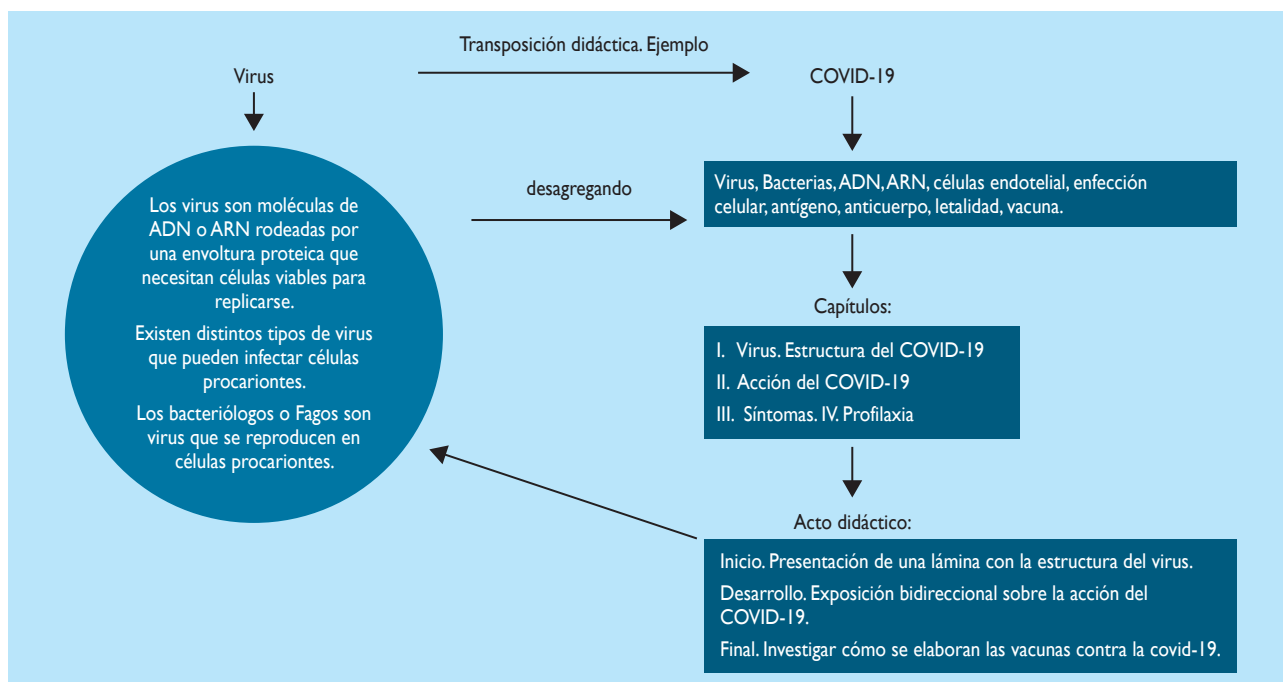 Transposición didáctica. Ejemplo
Virus
COVID-19
Los virus son moléculas de
ADN o ARN rodeadas por
una envoltura proteica que
necesitan células viables para
replicarse.
Existen distintos tipos de virus
que pueden infectar células
procariontes.
Los bacteriólogos o Fagos son
virus que se reproducen en
células procariontes.
desagregando
Virus, Bacterias, ADN, ARN, células endotelial, enfección
celular, antígeno, anticuerpo, letalidad, vacuna.
Capítulos:
I. Virus. Estructura del COVID-19
II. Acción del COVID-19
III. Síntomas. IV. Profilaxia
Acto didáctico:
Inicio. Presentación de una lámina con la estructura del virus.
Desarrollo. Exposición bidireccional sobre la acción del
COVID-19.
Final. Investigar cómo se elaboran las vacunas contra la covid-19.